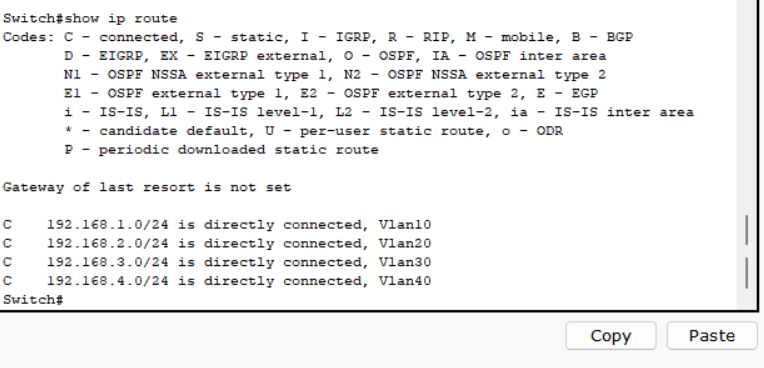 Switch#show ip route
Codes: C - connected, S - static, I - IGRP, R - RIP, M - mobile, B - BGP
D - EIGRP, EX - EIGRP external, O - OSPF, IA - OSPF inter area
N1 - OSPF NSSA external type 1, N2 - OSPF NSSA external type 2
E1 - OSPF external type 1, E2 - OSPF external type 2, E - EGP
i - IS-IS, L1 - IS-IS level-1, L2 - IS-IS level-2, ia - IS-IS inter area
* - candidate default, U - per-user static route, o - ODR
P - periodic downloaded static route
Gateway of last resort is not set
C 192.168.1.0/24 is directly connected, Vlan10
C 192.168.2.0/24 is directly connected, Vlan20
C 192.168.3.0/24 is directly connected, Vlan30
C 192.168.4.0/24 is directly connected, Vlan40
Switch#
Copy Paste